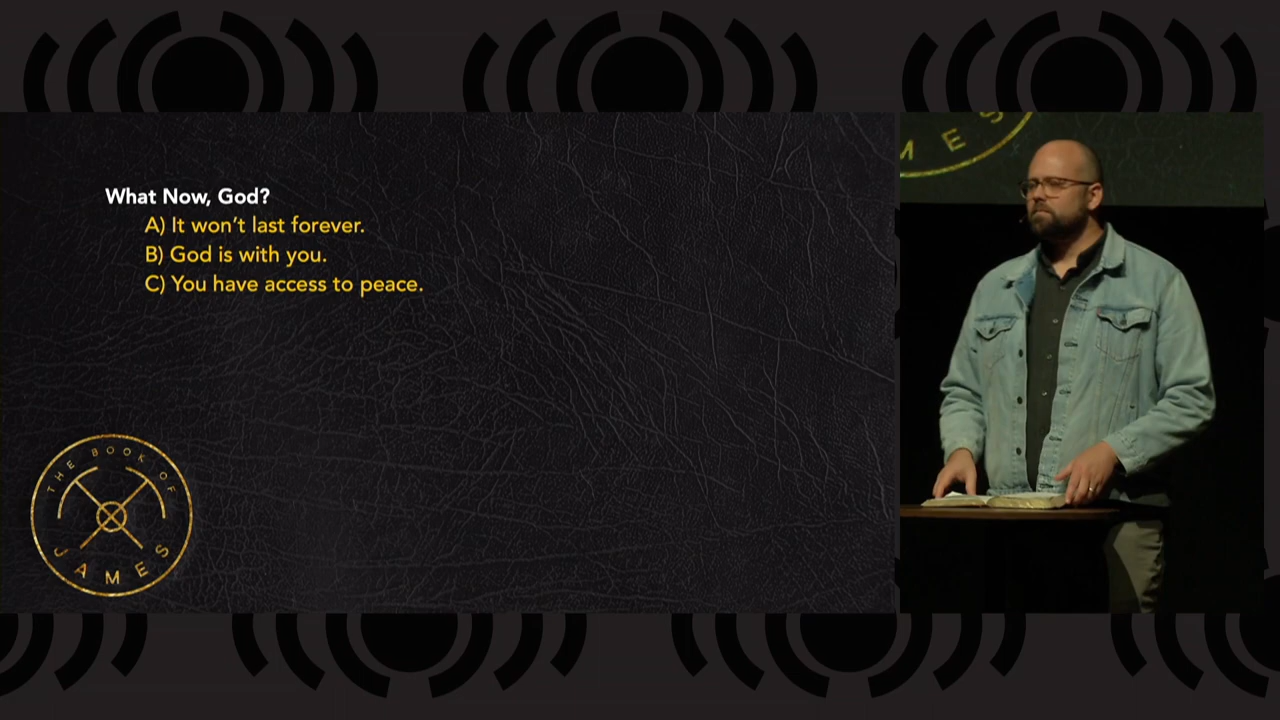 What Now, God?
A) It won't last forever.
B) God is with you.
C) You have access to peace.
THE BOOK OF
JAMES
MES